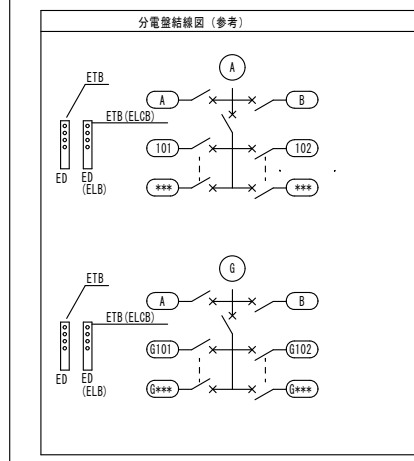 分電盤結線図 (参考)
A
ETB
A
B
ETB(ELCB)
101
102
ED
ED
(ELB)
***
***
G
ETB
A
B
ETB(ELCB)
G101
G102
ED
ED
(ELB)
G***
G***